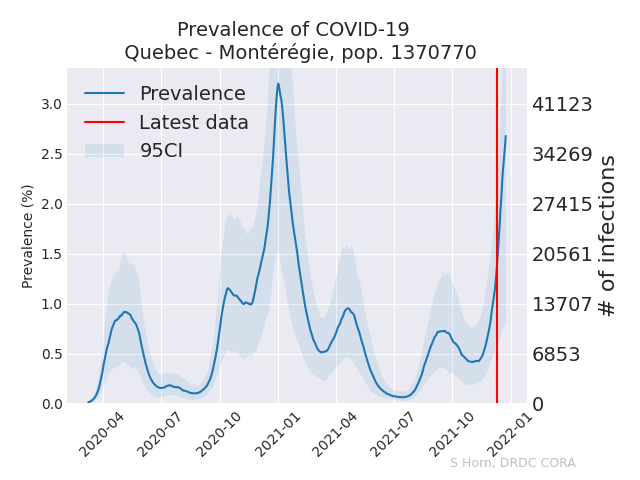 Prevalence of COVID-19
Quebec - Montérégie, pop. 1370770
Prevalence
Latest data
95CI
Prevalence (%)
3.0
2.5
2.0
1.5
1.0
0.5
0.0
41123
34269
27415
20561
13707
6853
0
# of infections
2020-04
2020-07
2020-10
2021-01
2021-04
2021-07
2021-10
2022-01
S Horn, DRDC CORA